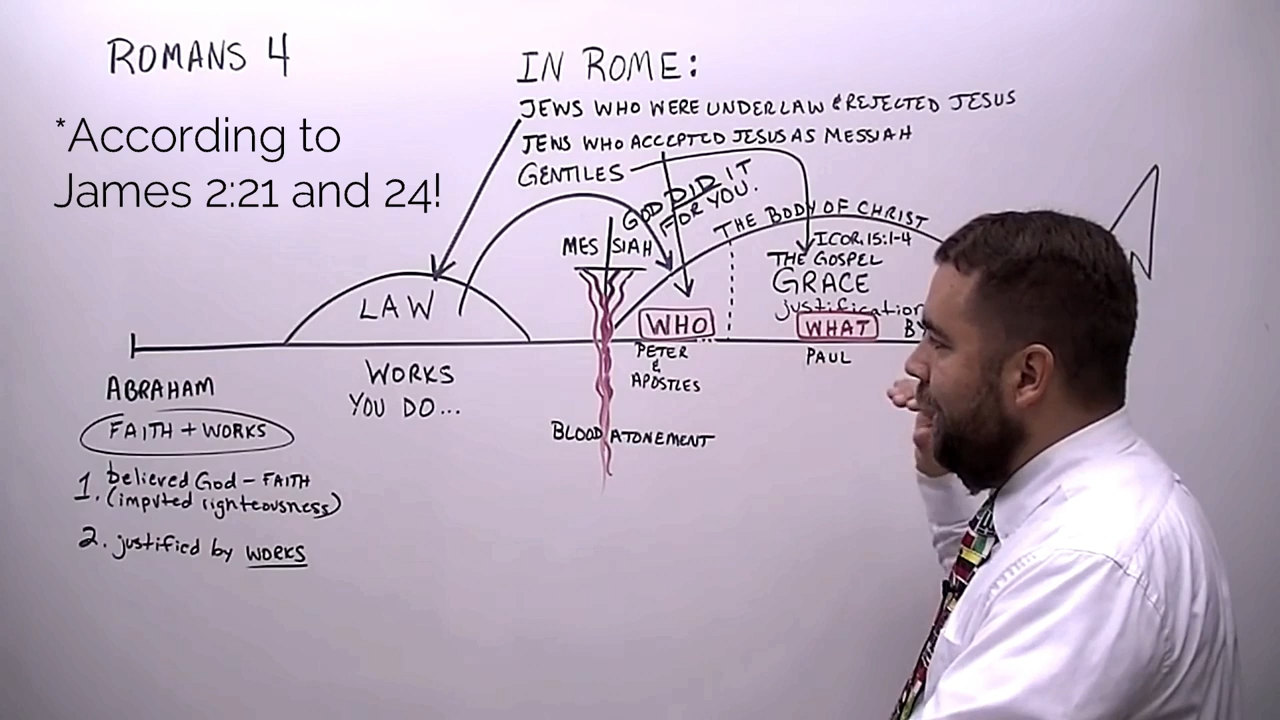 ROMANS 4
*According to
James 2:21 and 24!
IN ROME:
JEWS WHO WERE UNDER LAW & REJECTED JESUS
JEWS WHO ACCEPTED JESUS AS MESSIAH
GENTILES
GOD DID IT
FOR YOU.
THE BODY OF CHRIST
MESSIAH
I COR. 15:1-4
THE GOSPEL
GRACE
justification
LAW
WHO
WHAT
PETER
&
APOSTLES
PAUL
ABRAHAM
WORKS
YOU DO...
FAITH + WORKS
BLOOD ATONEMENT
1. believed God - FAITH
(imputed righteousness)
2. justified by WORKS